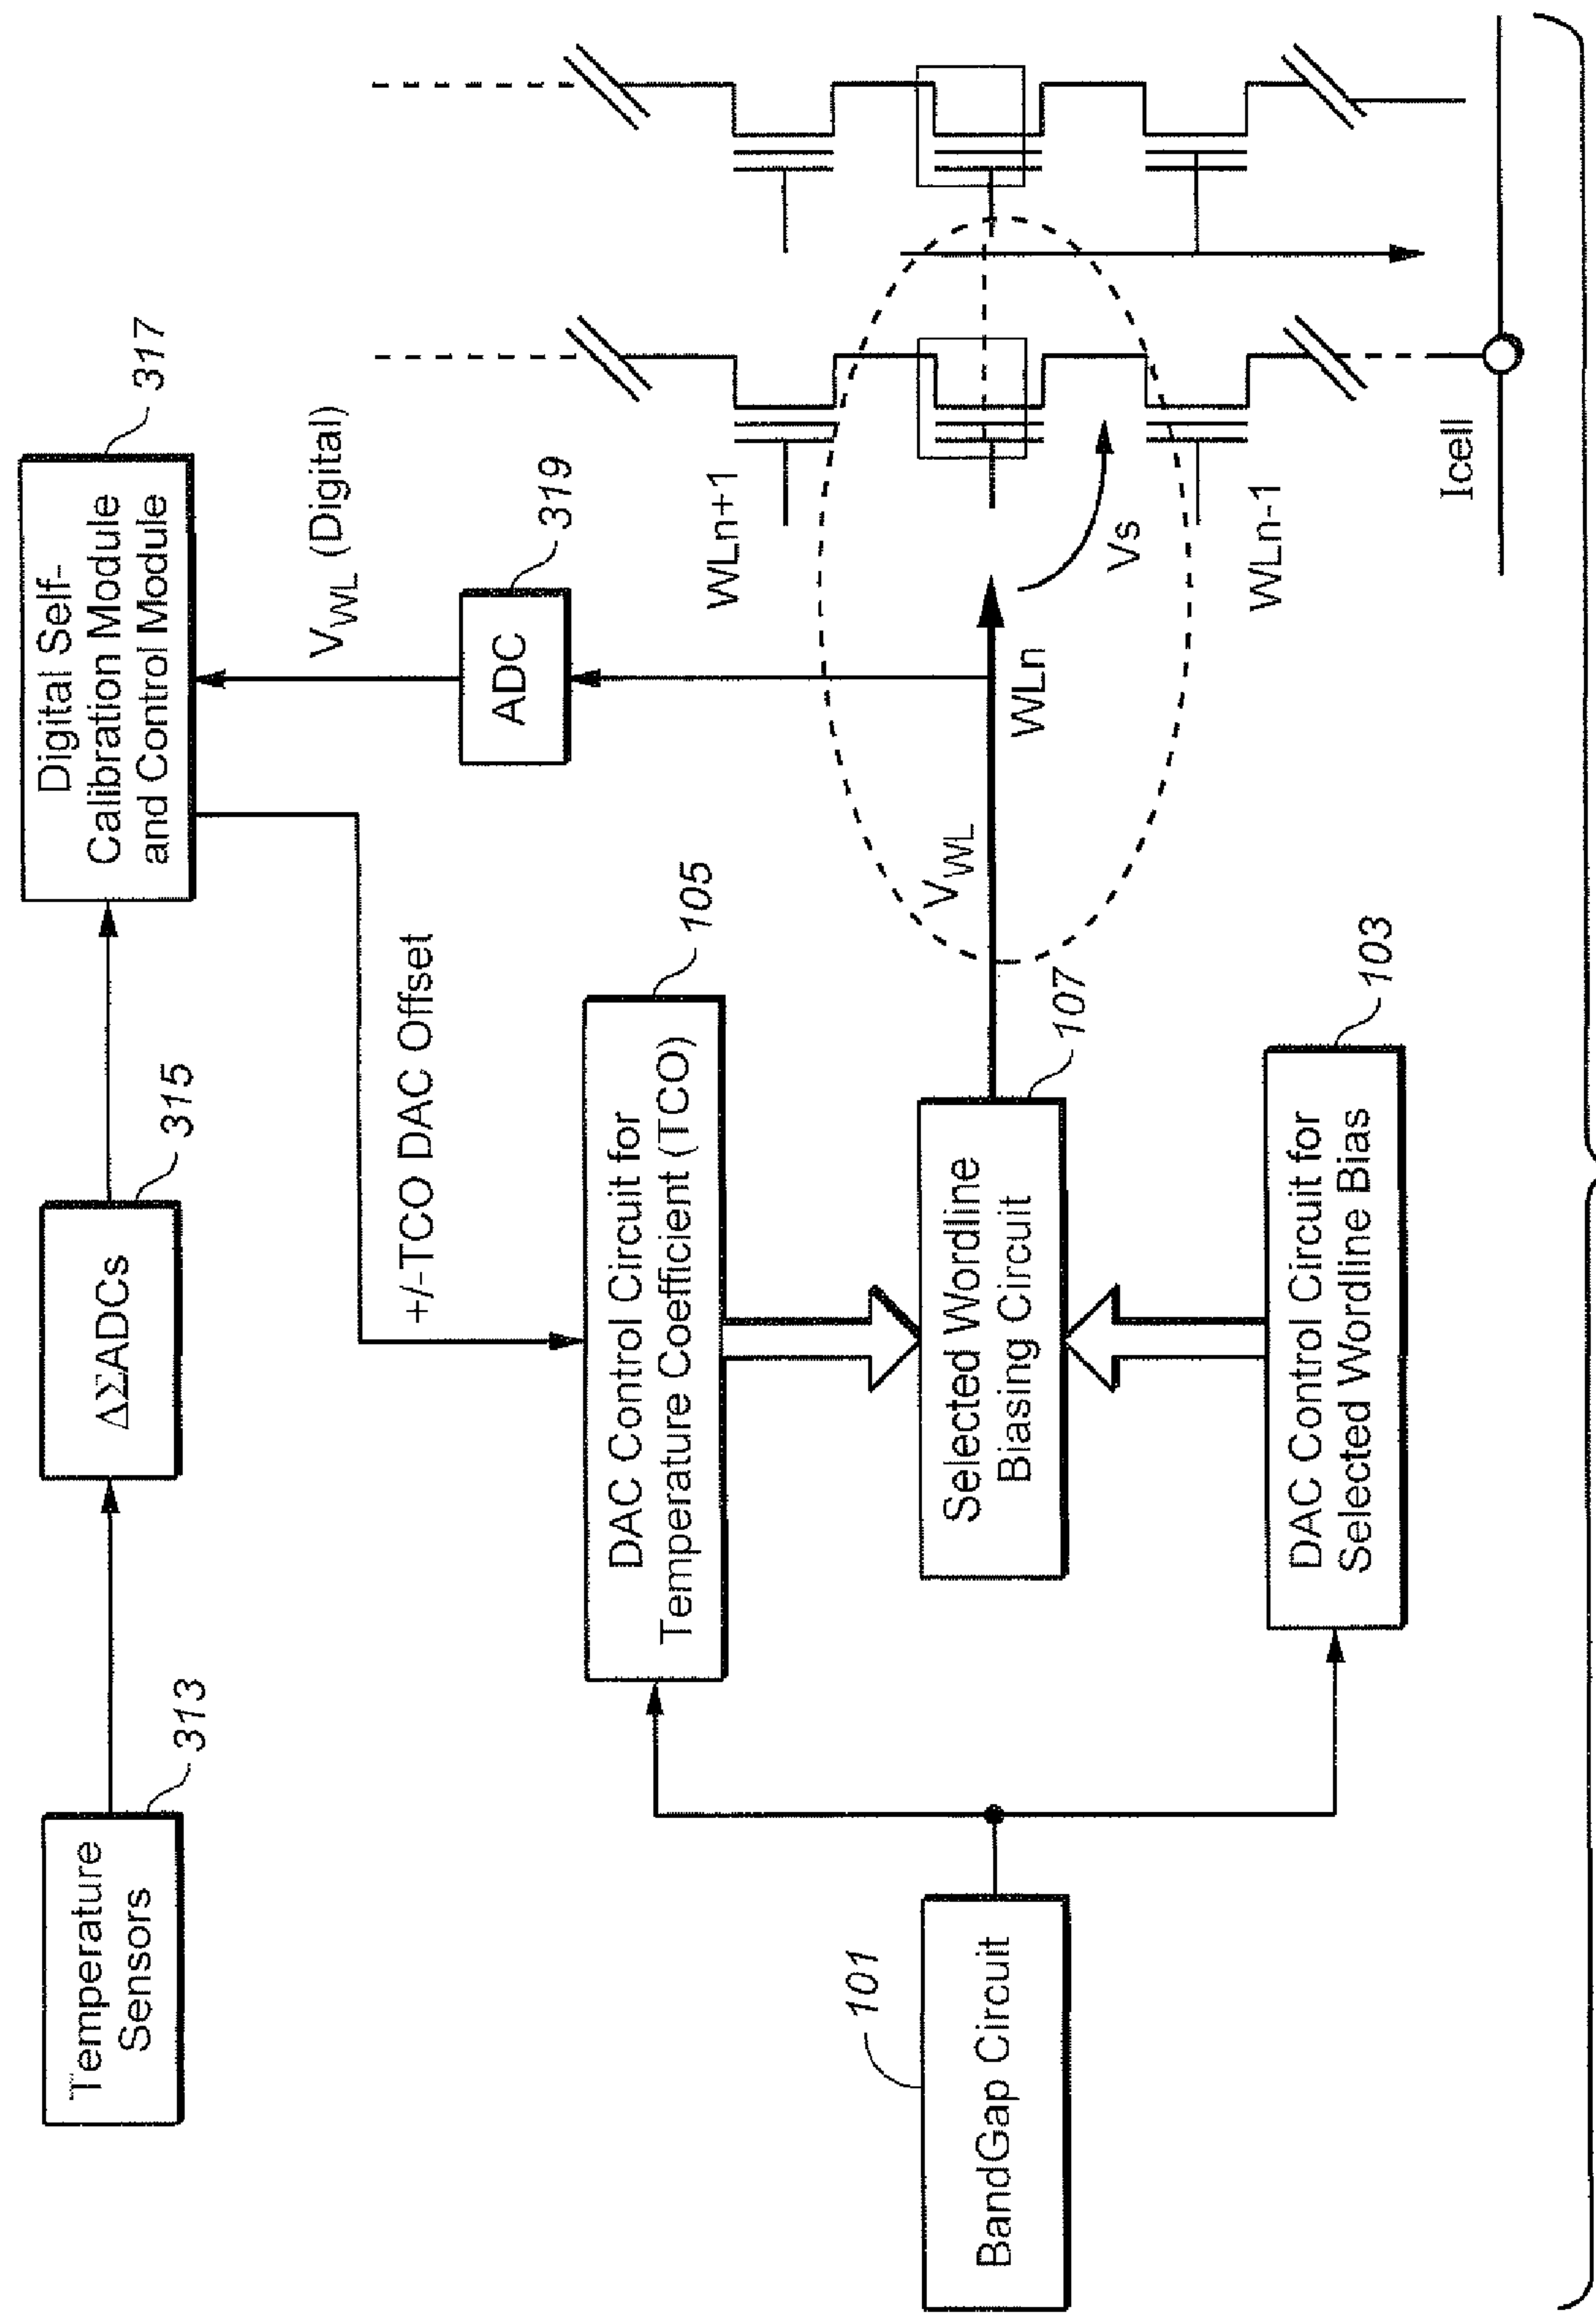 Temperature
Sensors
313
ΔΣADCs
315
Digital Self-
Calibration Module
and Control Module
317
VWL (Digital)
ADC
319
+/-TCO DAC Offset
DAC Control Circuit for
Temperature Coefficient (TCO)
105
BandGap Circuit
101
Selected Wordline
Biasing Circuit
107
DAC Control Circuit for
Selected Wordline Bias
103
VWL
WLn
WLn+1
Vs
WLn-1
Icell